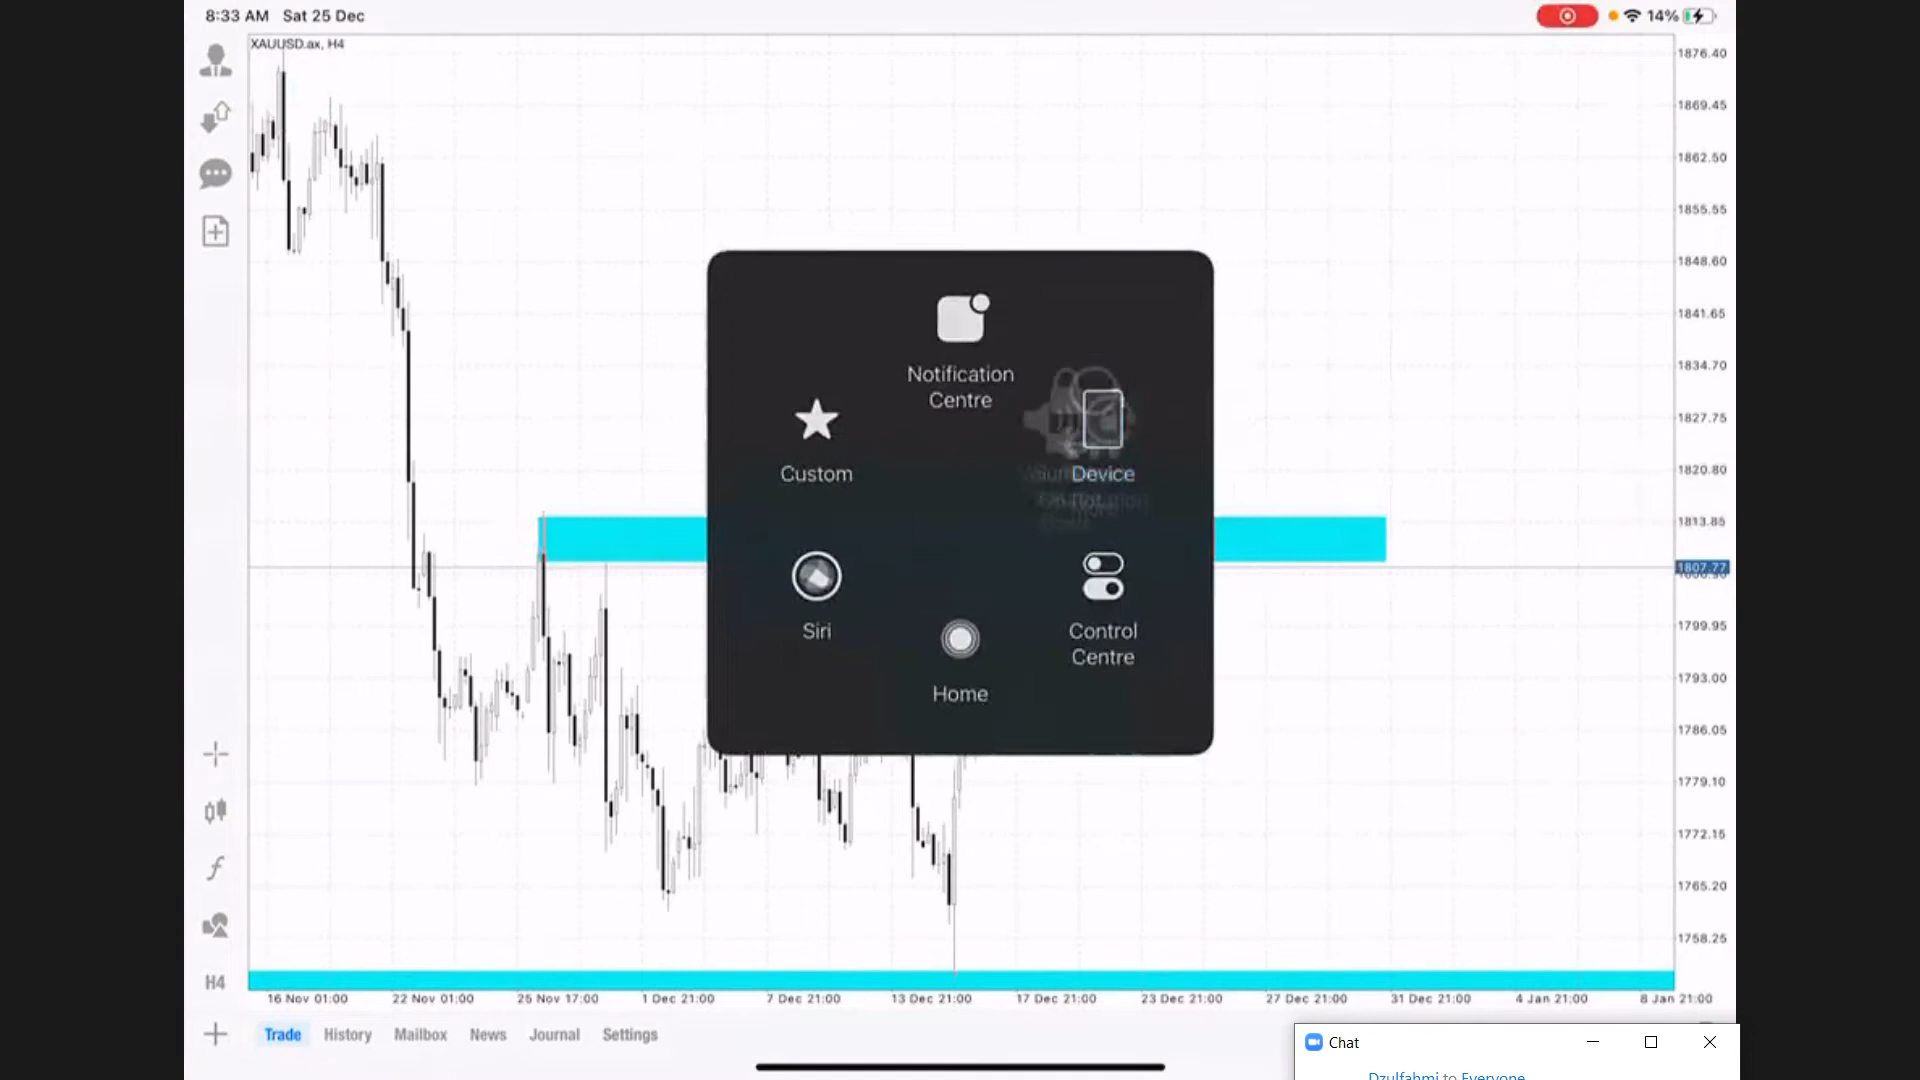 8:33 AM Sat 25 Dec
14%
XAUUSD.ax, H4
1876.40
1869.45
1862.50
1855.55
1848.60
1841.65
1834.70
1827.75
1820.80
1813.85
1807.77
1799.95
1793.00
1786.05
1779.10
1772.15
1765.20
1758.25
Notification
Centre
Custom
Device
Siri
Control
Centre
Home
H4
16 Nov 01:00 22 Nov 01:00 25 Nov 17:00 1 Dec 21:00 7 Dec 21:00 13 Dec 21:00 17 Dec 21:00 23 Dec 21:00 27 Dec 21:00 31 Dec 21:00 4 Jan 21:00 8 Jan 21:00
Trade History Mailbox News Journal Settings
Chat
Dzulfahmi to Everyone